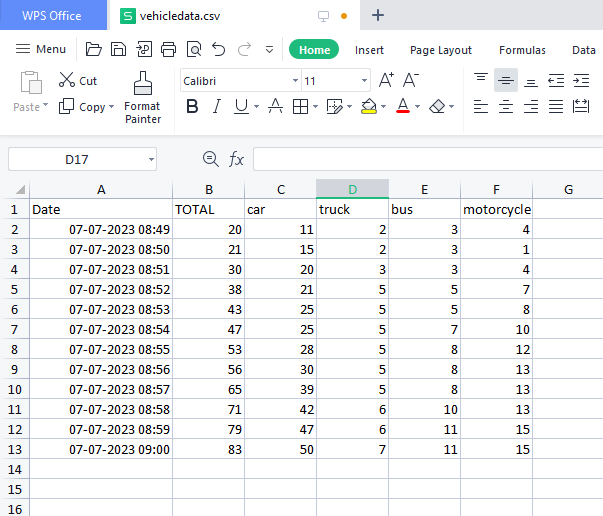 WPS Office vehicledata.csv
Menu Home Insert Page Layout Formulas Data
Paste Cut Copy Format Painter Calibri 11 A+ A-
B I U A A
D17 fx
A B C D E F G
1 Date TOTAL car truck bus motorcycle
2 07-07-2023 08:49 20 11 2 3 4
3 07-07-2023 08:50 21 15 2 3 1
4 07-07-2023 08:51 30 20 3 3 4
5 07-07-2023 08:52 38 21 5 5 7
6 07-07-2023 08:53 43 25 5 5 8
7 07-07-2023 08:54 47 25 5 7 10
8 07-07-2023 08:55 53 28 5 8 12
9 07-07-2023 08:56 56 30 5 8 13
10 07-07-2023 08:57 65 39 5 8 13
11 07-07-2023 08:58 71 42 6 10 13
12 07-07-2023 08:59 79 47 6 11 15
13 07-07-2023 09:00 83 50 7 11 15
14
15
16